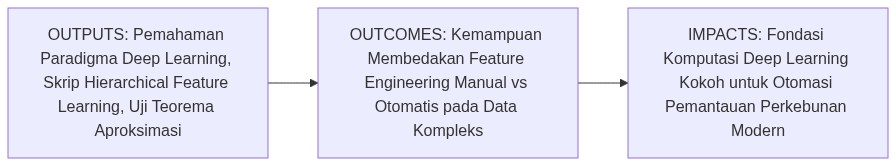 OUTPUTS: Pemahaman
Paradigma Deep Learning,
Skrip Hierarchical Feature
Learning, Uji Teorema
Aproksimasi
OUTCOMES: Kemampuan
Membedakan Feature
Engineering Manual vs
Otomatis pada Data
Kompleks
IMPACTS: Fondasi
Komputasi Deep Learning
Kokoh untuk Otomasi
Pemantauan Perkebunan
Modern